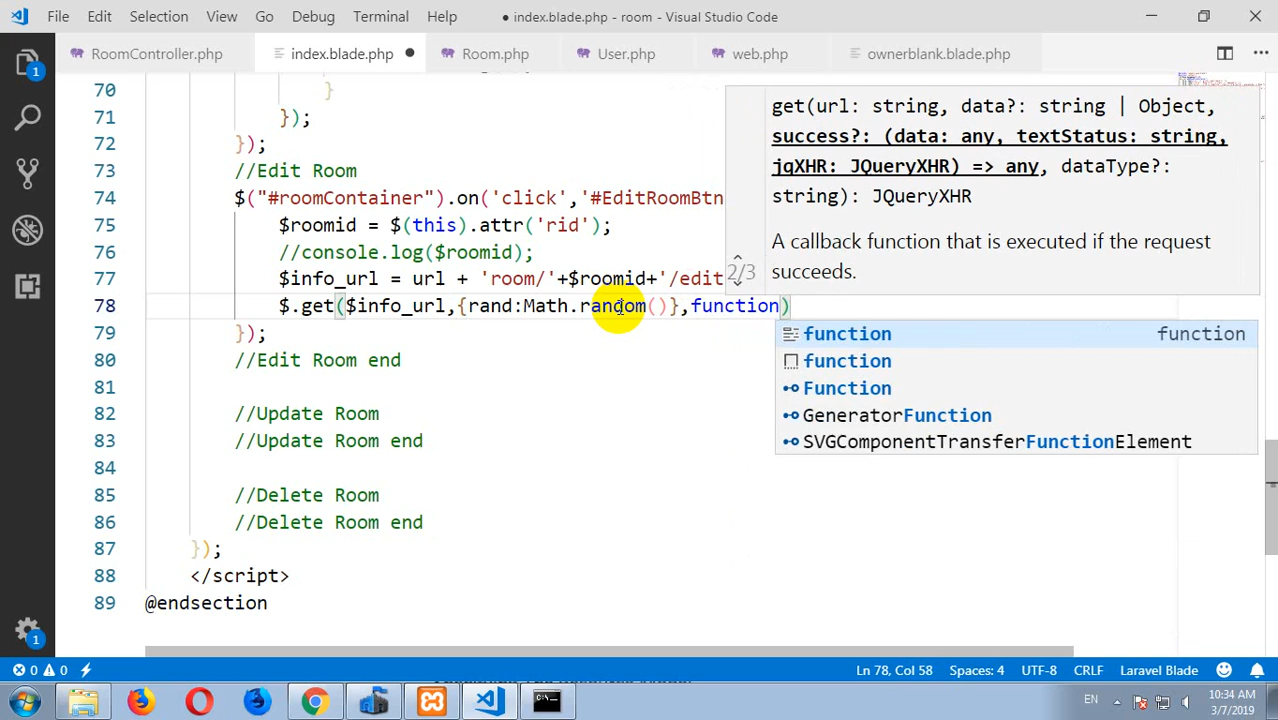 File Edit Selection View Go Debug Terminal Help
● index.blade.php - room - Visual Studio Code
RoomController.php
index.blade.php ●
Room.php
User.php
web.php
ownerblank.blade.php
70 }
71 });
72 });
73 //Edit Room
74 $("#roomContainer").on('click','#EditRoomBtn
75 $roomid = $(this).attr('rid');
76 //console.log($roomid);
77 $info_url = url + 'room/'+$roomid+'/edit
78 $.get($info_url,{rand:Math.random()},function)
79 });
80 //Edit Room end
81
82 //Update Room
83 //Update Room end
84
85 //Delete Room
86 //Delete Room end
87 });
88 </script>
89 @endsection
get(url: string, data?: string | Object,
success?: (data: any, textStatus: string,
jqXHR: JQueryXHR) => any, dataType?:
string): JQueryXHR
A callback function that is executed if the request
succeeds.
2/3
function function
function
Function
GeneratorFunction
SVGComponentTransferFunctionElement
1
1
0 0
Ln 78, Col 58 Spaces: 4 UTF-8 CRLF Laravel Blade
EN
10:34 AM
3/7/2019